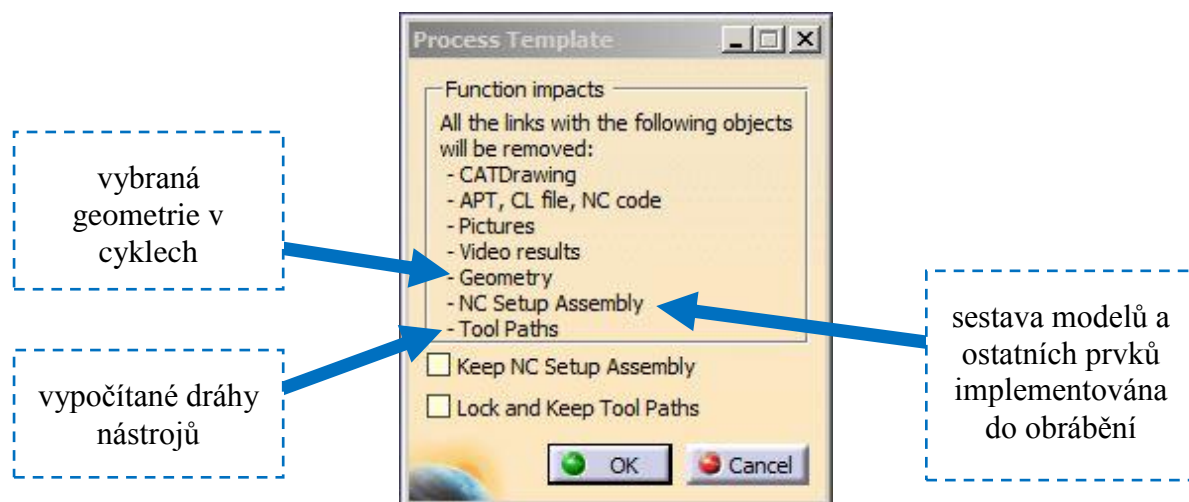 Process Template
Function impacts
All the links with the following objects
will be removed:
- CATDrawing
- APT, CL file, NC code
- Pictures
- Video results
- Geometry
- NC Setup Assembly
- Tool Paths
Keep NC Setup Assembly
Lock and Keep Tool Paths
OK
Cancel
vybraná
geometrie v
cyklech
vypočítané dráhy
nástrojů
sestava modelů a
ostatních prvků
implementována
do obrábění